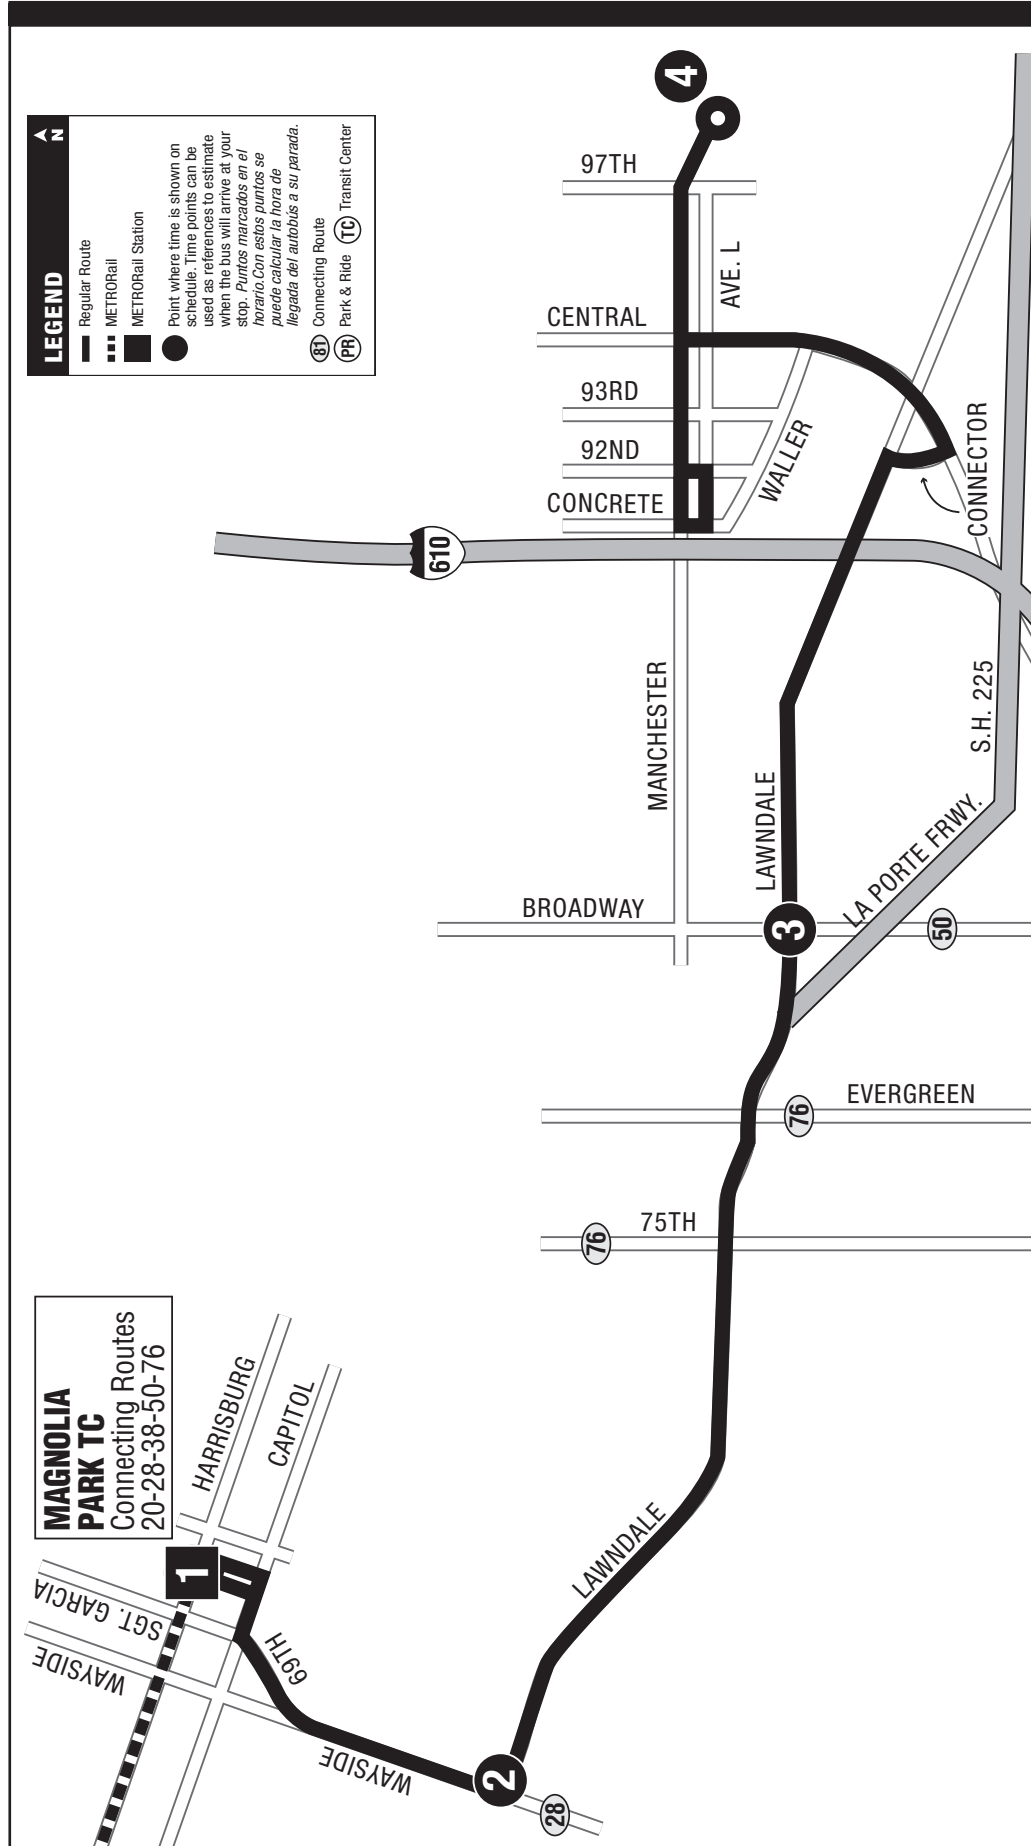 LEGEND
N
Regular Route
METRORail
METRORail Station
Point where time is shown on
schedule. Time points can be
used as references to estimate
when the bus will arrive at your
stop. Puntos marcados en el
horario.Con estos puntos se
puede calcular la hora de
llegada del autobús a su parada.
81 Connecting Route
PR Park & Ride TC Transit Center
MAGNOLIA
PARK TC
Connecting Routes
20-28-38-50-76
1
SGT. GARCIA
WAYSIDE
HARRISBURG
CAPITOL
69TH
WAYSIDE
2
28
LAWNDALE
76
75TH
76
EVERGREEN
BROADWAY
3
50
LAWNDALE
LA PORTE FRWY.
S.H. 225
MANCHESTER
610
CONCRETE
92ND
93RD
CENTRAL
97TH
AVE. L
WALLER
CONNECTOR
4